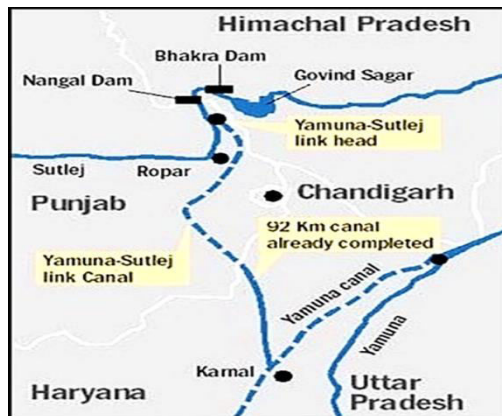 Himachal Pradesh
Bhakra Dam
Nangal Dam
Govind Sagar
Yamuna-Sutlej
link head
Sutlej
Ropar
Punjab
Chandigarh
92 Km canal
already completed
Yamuna-Sutlej
link Canal
Yamuna canal
Yamuna
Karnal
Haryana
Uttar
Pradesh